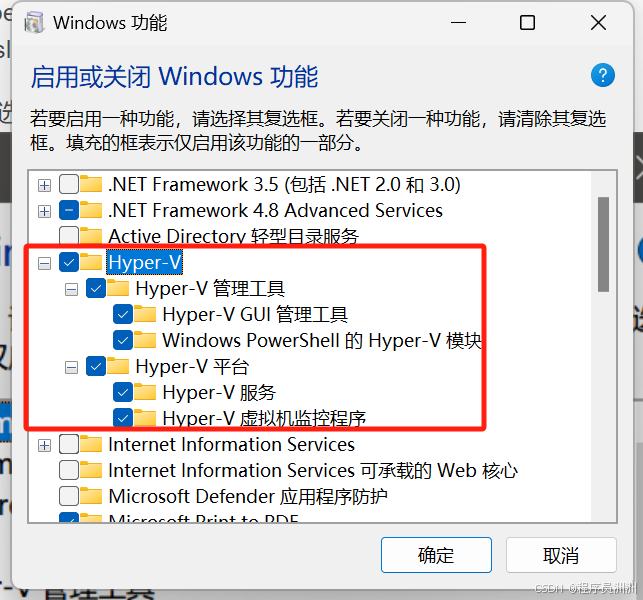 Windows 功能
启用或关闭 Windows 功能
?
若要启用一种功能，请选择其复选框。若要关闭一种功能，请清除其复选
框。填充的框表示仅启用该功能的一部分。
.NET Framework 3.5 (包括 .NET 2.0 和 3.0)
.NET Framework 4.8 Advanced Services
Active Directory 轻型目录服务
Hyper-V
Hyper-V 管理工具
Hyper-V GUI 管理工具
Windows PowerShell 的 Hyper-V 模块
Hyper-V 平台
Hyper-V 服务
Hyper-V 虚拟机监控程序
Internet Information Services
Internet Information Services 可承载的 Web 核心
Microsoft Defender 应用程序防护
Microsoft Print to PDF
确定
取消
r-V 管理工具
CSDN @程序员洲洲